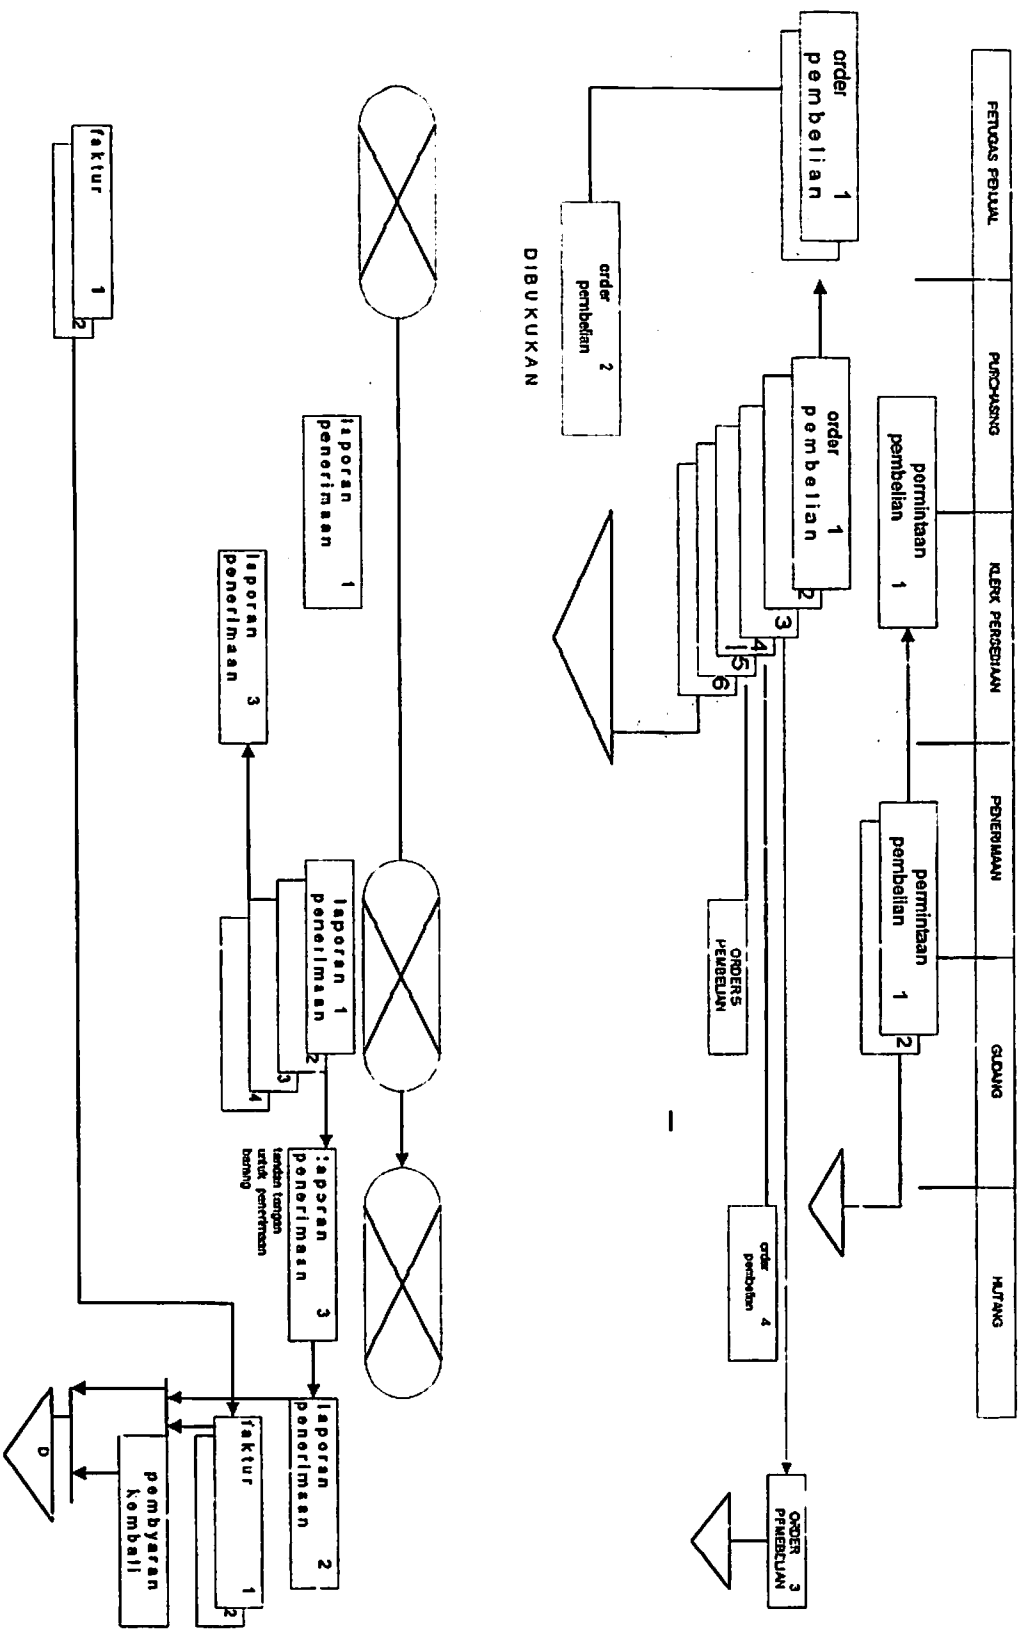 PETUGAS PENJUAL
PURCHASING
KLERK PERSEDIAAN
PENERIMAAN
GUDANG
HUTANG
order
pembelian 1
order
pembelian 2
DIBUKUKAN
permintaan
pembelian 1
order
pembelian 1
2
3
4
5
6
permintaan
pembelian 1
2
ORDERS
PEMBELIAN
order
pembelian 4
ORDER 3
PEMEBELIAN
laporan
penerimaan 1
laporan
penerimaan 3
laporan 1
penerimaan
2
3
4
laporan
penerimaan 3
tandan tangan
untuk penerimaan
barang
laporan
penerimaan 2
faktur 1
2
faktur 1
2
pembyaran
kembali
D